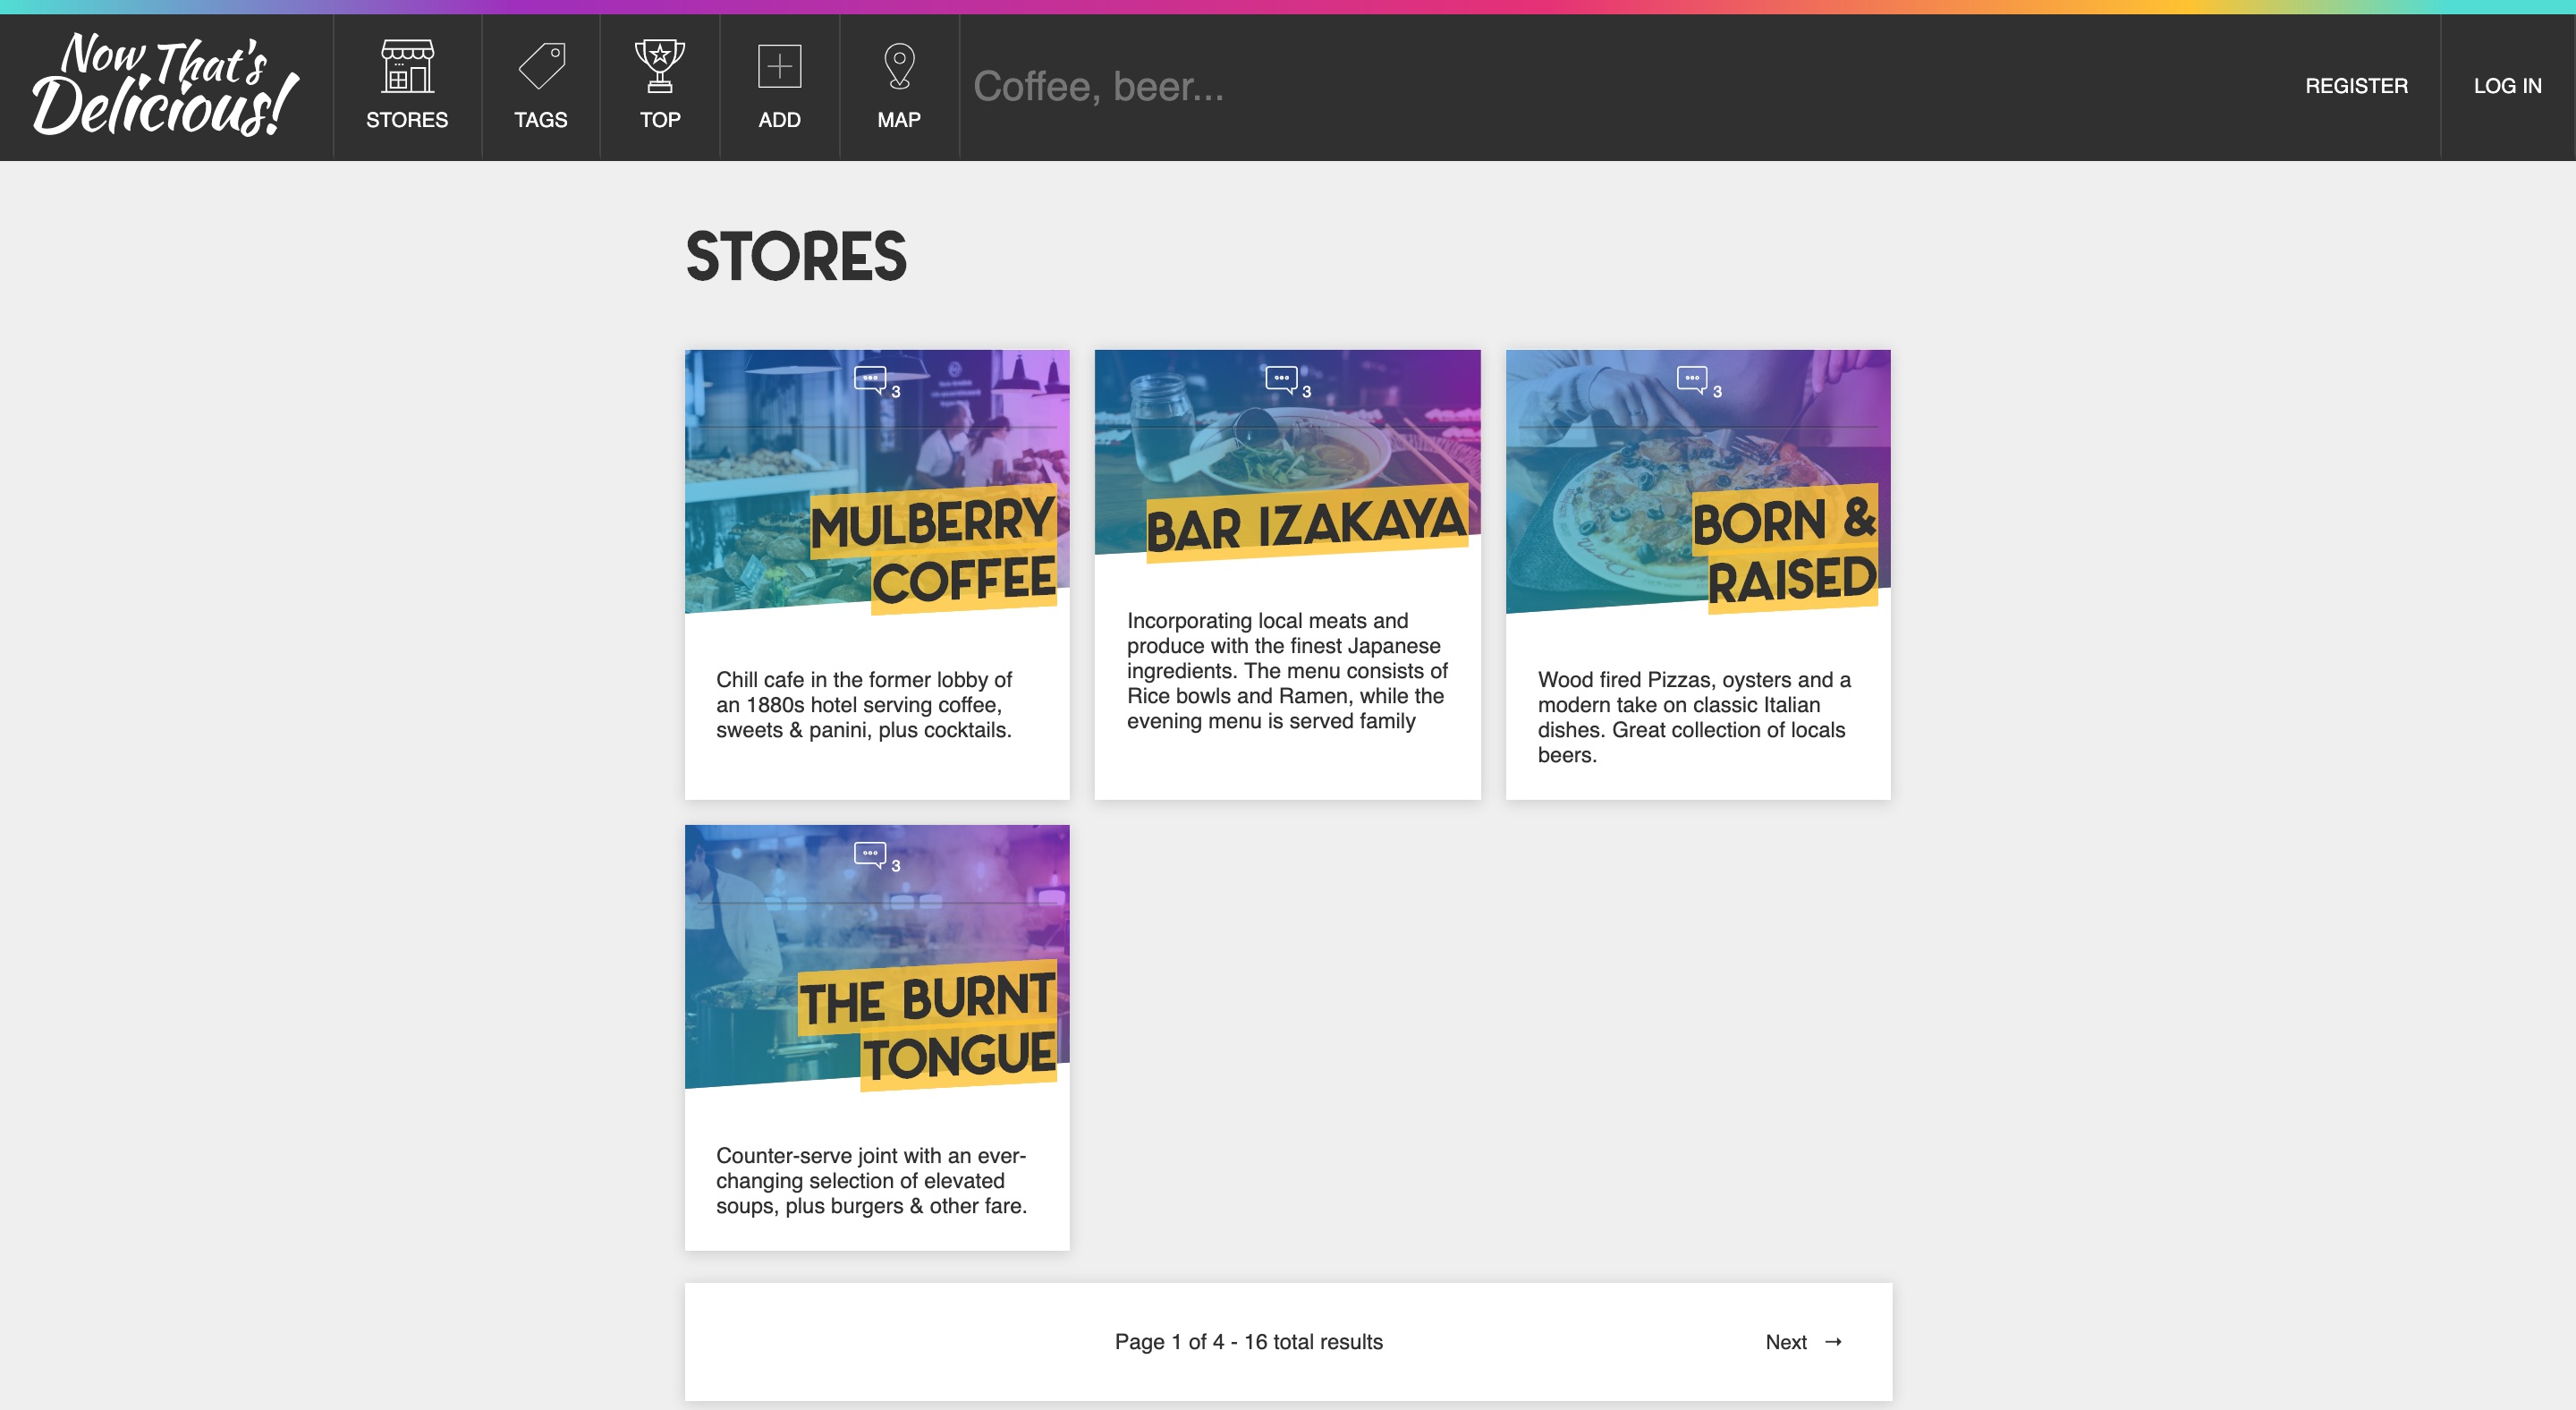 Now That's
Delicious!
STORES
TAGS
TOP
ADD
MAP
Coffee, beer...
REGISTER
LOG IN
STORES
3
MULBERRY
COFFEE
Chill cafe in the former lobby of
an 1880s hotel serving coffee,
sweets & panini, plus cocktails.
3
BAR IZAKAYA
Incorporating local meats and
produce with the finest Japanese
ingredients. The menu consists of
Rice bowls and Ramen, while the
evening menu is served family
3
BORN &
RAISED
Wood fired Pizzas, oysters and a
modern take on classic Italian
dishes. Great collection of locals
beers.
3
THE BURNT
TONGUE
Counter-serve joint with an ever-
changing selection of elevated
soups, plus burgers & other fare.
Page 1 of 4 - 16 total results
Next →